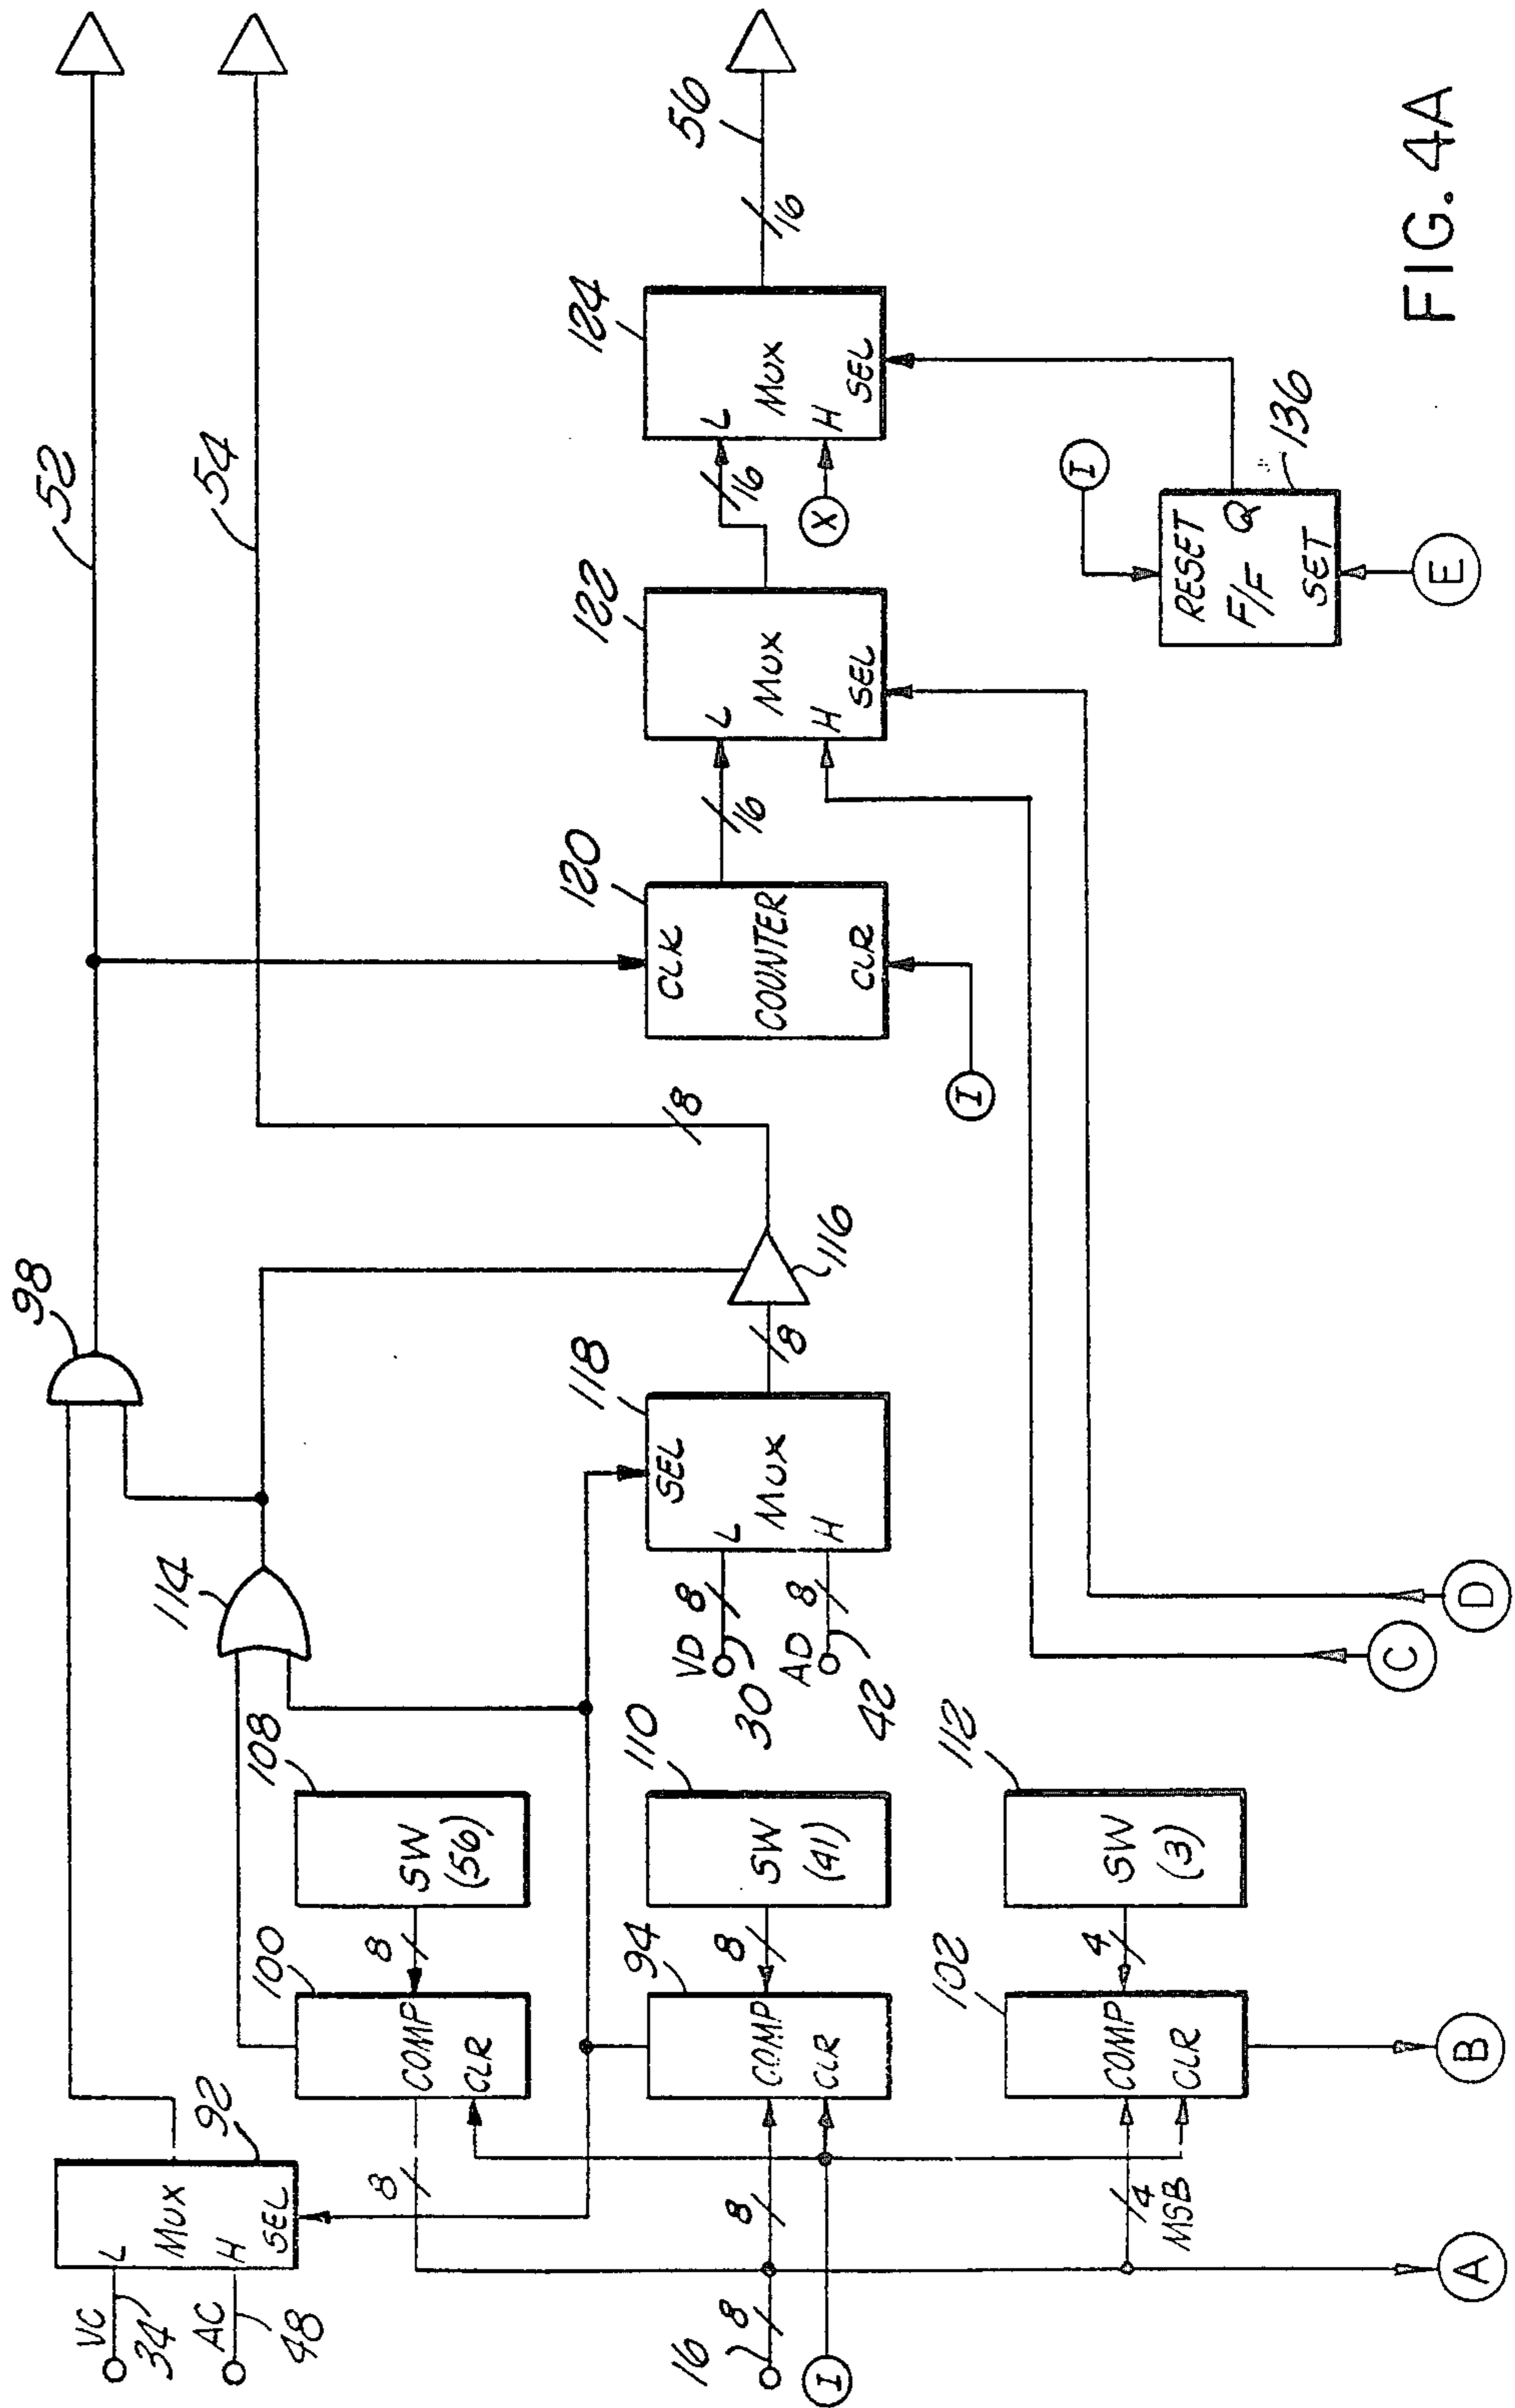 52
54
98
114
92
L
MUX
H
SEL
VC
34
AC
48
100
8
COMP
CLR
8
108
SW
(56)
110
SW
(41)
8
94
COMP
CLR
8
16
8
I
112
SW
(3)
4
102
COMP
CLR
4
MSB
A
B
118
SEL
L
MUX
H
VD
8
30
AD
8
42
8
116
8
120
CLK
COUNTER
CLR
I
16
122
L
MUX
H
SEL
16
C
D
124
L
MUX
H
SEL
X
16
56
I
RESET
F/F Q
SET
136
E
FIG. 4A